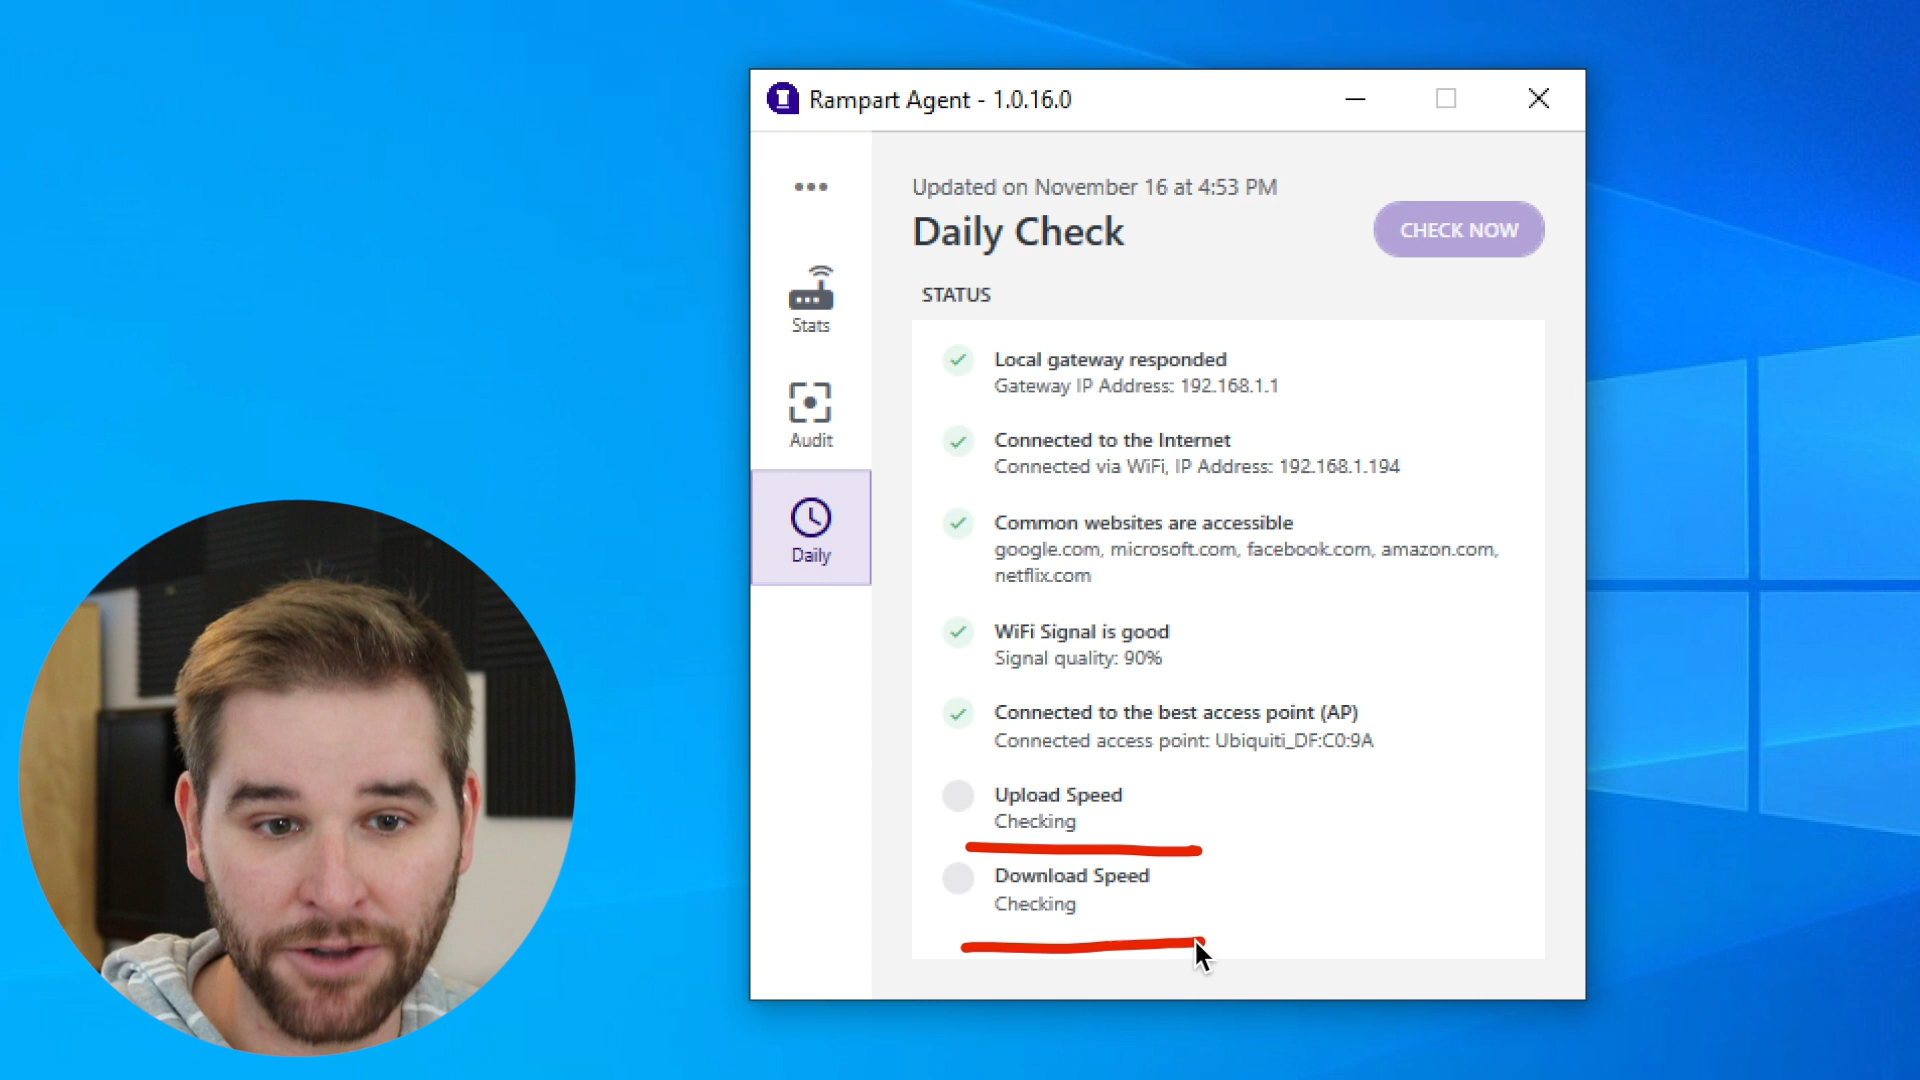 Rampart Agent - 1.0.16.0
Updated on November 16 at 4:53 PM
Daily Check
CHECK NOW
Stats
Audit
Daily
STATUS
Local gateway responded
Gateway IP Address: 192.168.1.1
Connected to the Internet
Connected via WiFi, IP Address: 192.168.1.194
Common websites are accessible
google.com, microsoft.com, facebook.com, amazon.com,
netflix.com
WiFi Signal is good
Signal quality: 90%
Connected to the best access point (AP)
Connected access point: Ubiquiti_DF:C0:9A
Upload Speed
Checking
Download Speed
Checking